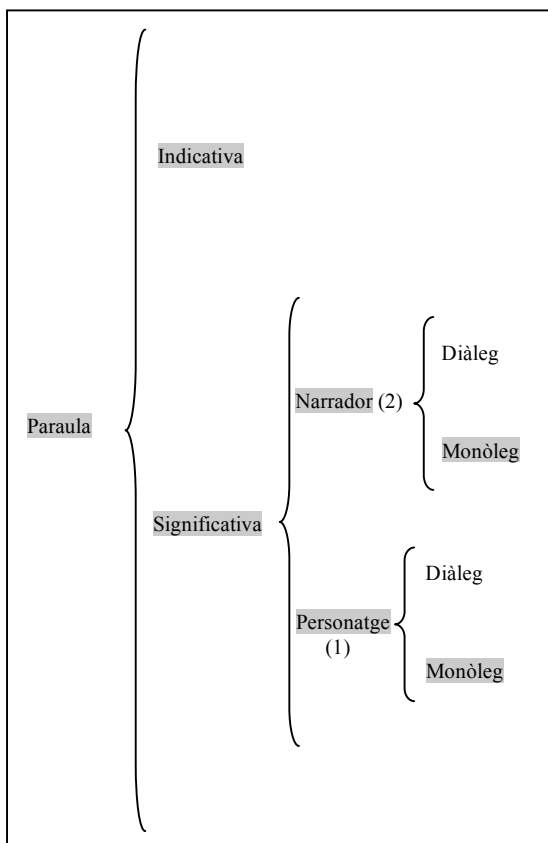 Indicativa
Diàleg
Narrador (2)
Paraula
Monòleg
Significativa
Diàleg
Personatge
(1)
Monòleg